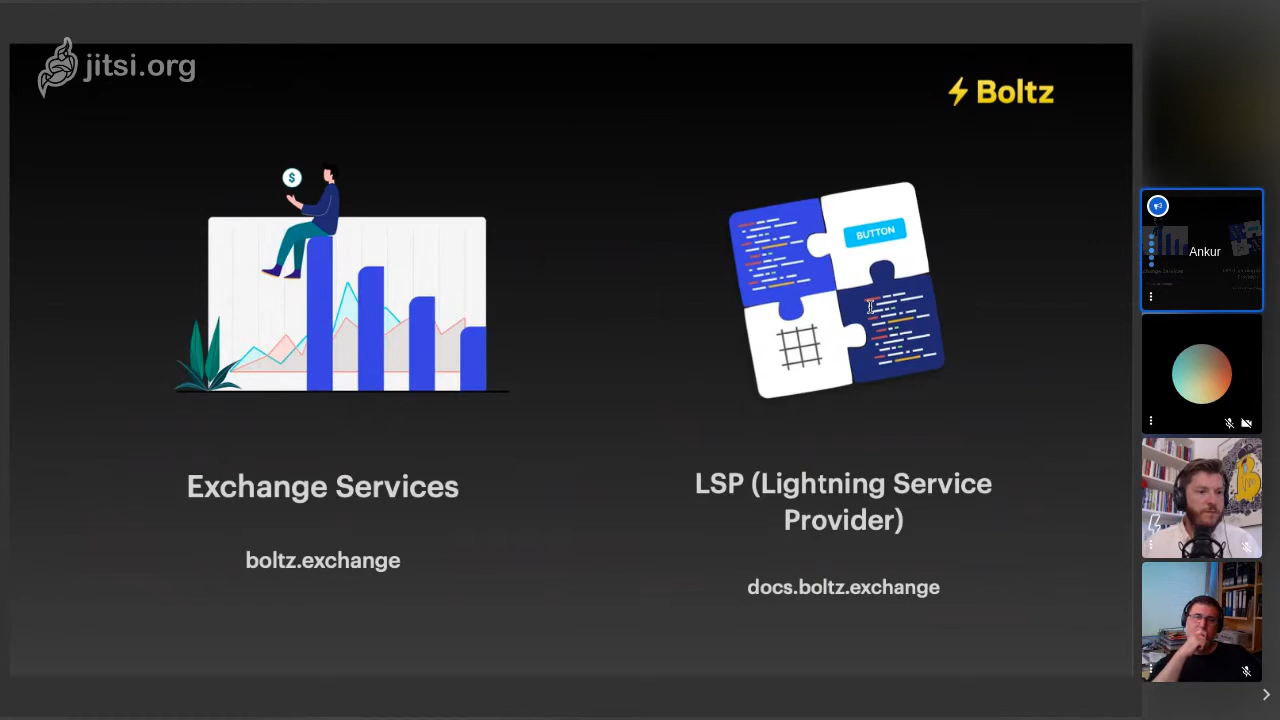 jitsi.org
Boltz
$
BUTTON
Exchange Services
boltz.exchange
LSP (Lightning Service
Provider)
docs.boltz.exchange
Ankur